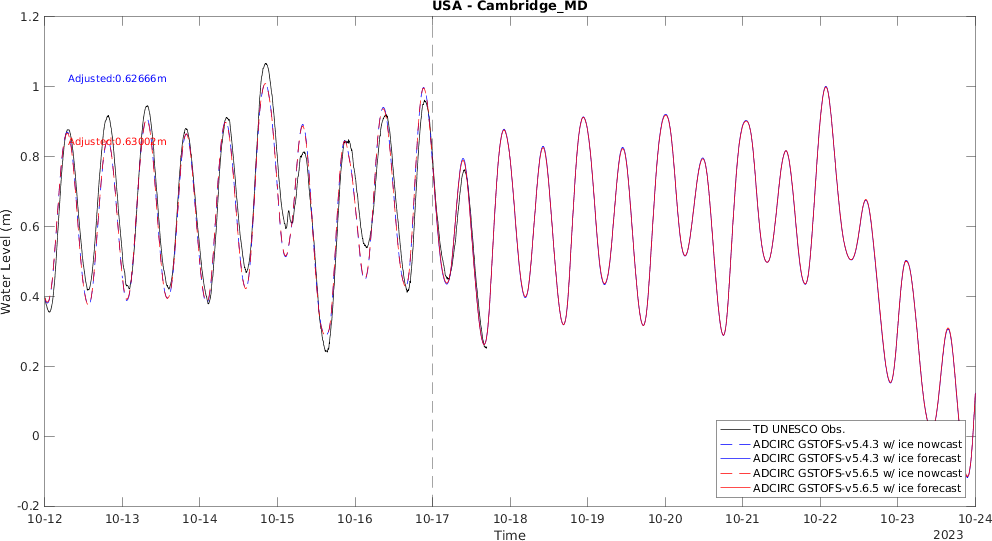 USA - Cambridge_MD
1.2
1
0.8
0.6
0.4
0.2
0
-0.2
Water Level (m)
Adjusted:0.62666m
Adjusted:0.63002m
TD UNESCO Obs.
ADCIRC GSTOFS-v5.4.3 w/ ice nowcast
ADCIRC GSTOFS-v5.4.3 w/ ice forecast
ADCIRC GSTOFS-v5.6.5 w/ ice nowcast
ADCIRC GSTOFS-v5.6.5 w/ ice forecast
10-12 10-13 10-14 10-15 10-16 10-17 10-18 10-19 10-20 10-21 10-22 10-23 10-24
Time
2023